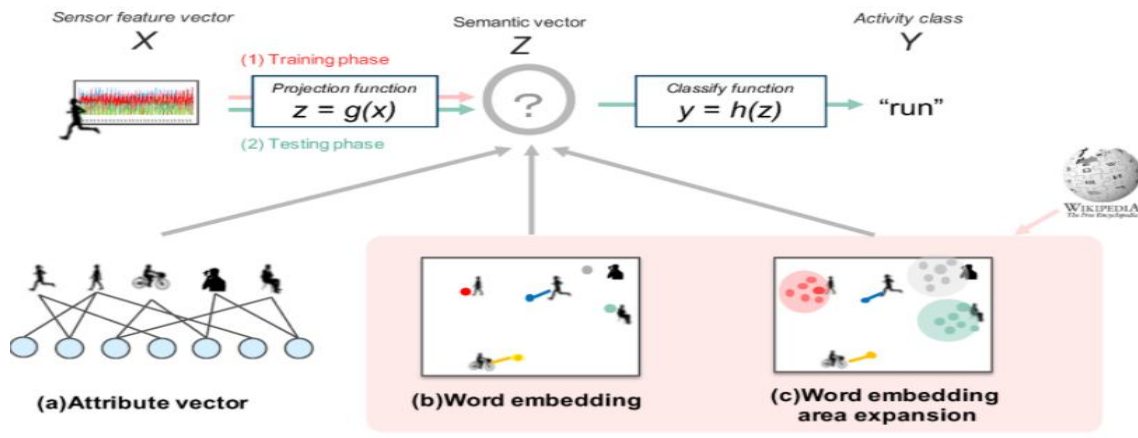 Sensor feature vector
X
Semantic vector
Z
Activity class
Y
(1) Training phase
Projection function
z = g(x)
?
Classify function
y = h(z)
“run”
(2) Testing phase
WIKIPEDIA
The Free Encyclopedia
(a)Attribute vector
(b)Word embedding
(c)Word embedding
area expansion